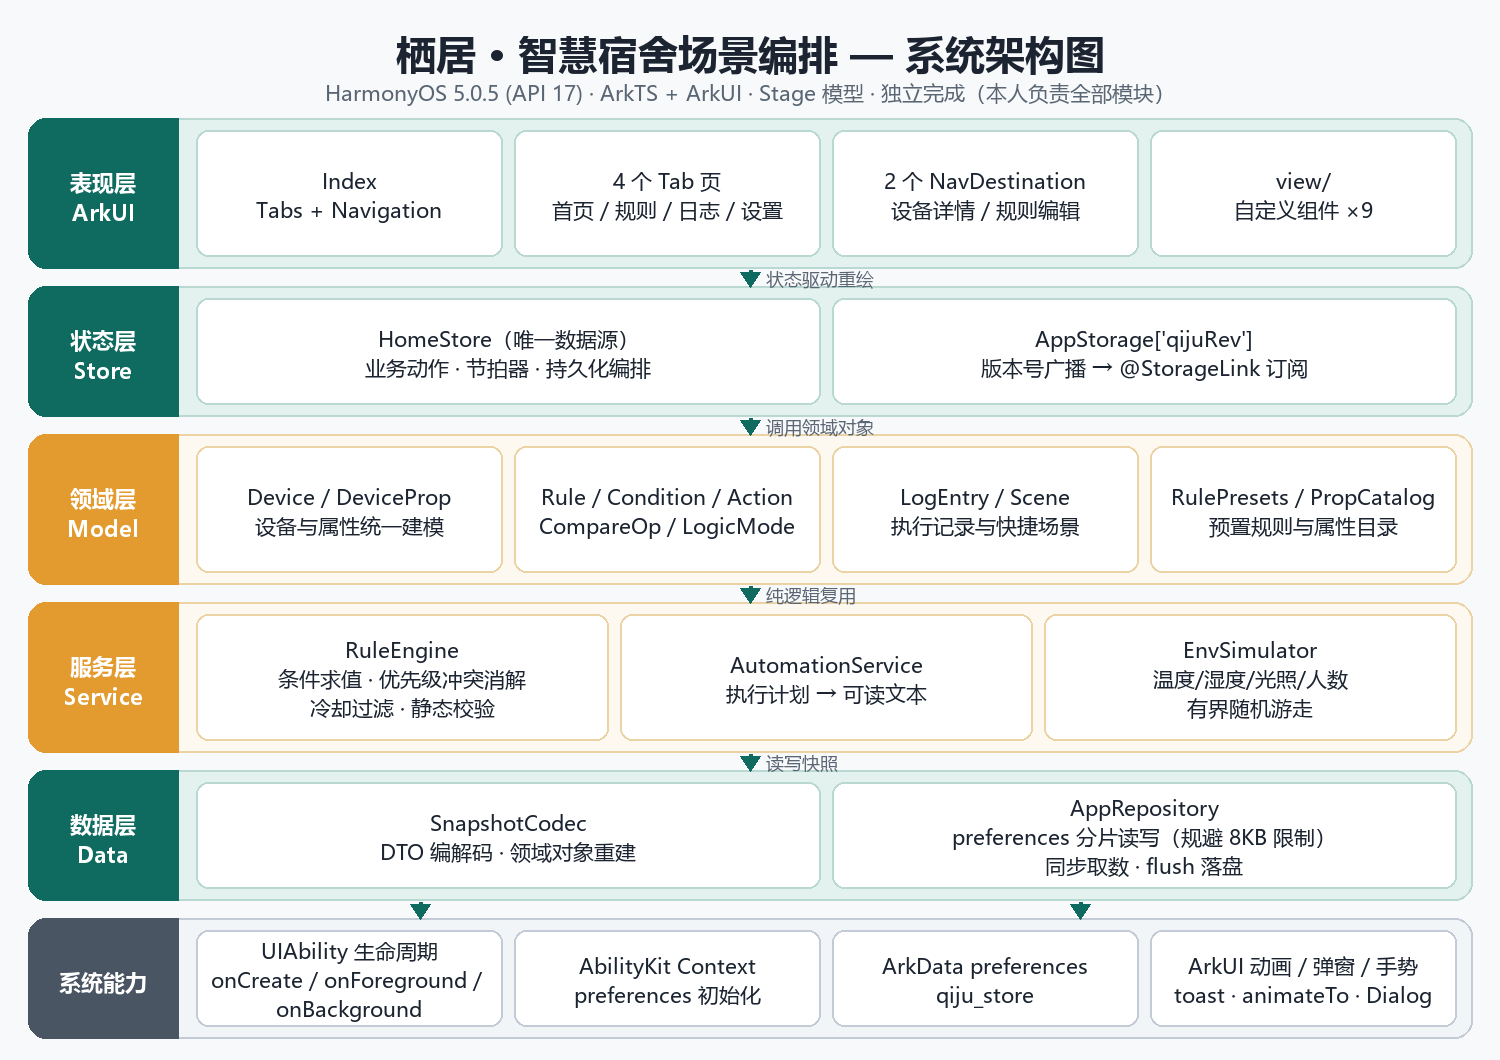 栖居 • 智慧宿舍场景编排 — 系统架构图
HarmonyOS 5.0.5 (API 17) · ArkTS + ArkUI · Stage 模型 · 独立完成（本人负责全部模块）
表现层
ArkUI
Index
Tabs + Navigation
4 个 Tab 页
首页 / 规则 / 日志 / 设置
2 个 NavDestination
设备详情 / 规则编辑
view/
自定义组件 ×9
状态驱动重绘
状态层
Store
HomeStore（唯一数据源）
业务动作 · 节拍器 · 持久化编排
AppStorage['qijuRev']
版本号广播 → @StorageLink 订阅
调用领域对象
领域层
Model
Device / DeviceProp
设备与属性统一建模
Rule / Condition / Action
CompareOp / LogicMode
LogEntry / Scene
执行记录与快捷场景
RulePresets / PropCatalog
预置规则与属性目录
纯逻辑复用
服务层
Service
RuleEngine
条件求值 · 优先级冲突消解
冷却过滤 · 静态校验
AutomationService
执行计划 → 可读文本
EnvSimulator
温度/湿度/光照/人数
有界随机游走
读写快照
数据层
Data
SnapshotCodec
DTO 编解码 · 领域对象重建
AppRepository
preferences 分片读写（规避 8KB 限制）
同步取数 · flush 落盘
系统能力
UIAbility 生命周期
onCreate / onForeground /
onBackground
AbilityKit Context
preferences 初始化
ArkData preferences
qiju_store
ArkUI 动画 / 弹窗 / 手势
toast · animateTo · Dialog